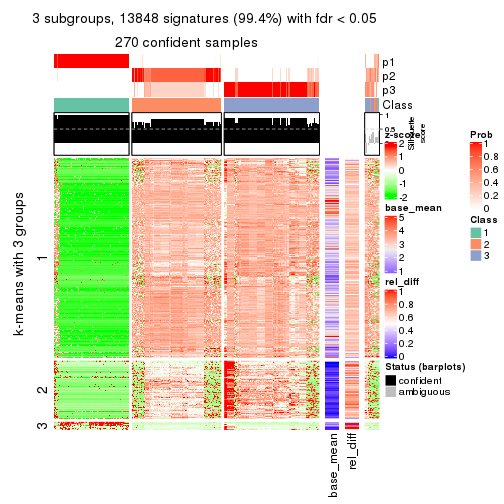 3 subgroups, 13848 signatures (99.4%) with fdr < 0.05
270 confident samples
p1
p2
p3
Class
1
0.5
0
Silhouette
score
k-means with 3 groups
1
2
3
base_mean
rel_diff
z-score
2
1
0
-1
-2
base_mean
5
4
3
2
1
rel_diff
1
0.8
0.6
0.4
0.2
0
Status (barplots)
confident
ambiguous
Prob
1
0.8
0.6
0.4
0.2
0
Class
1
2
3